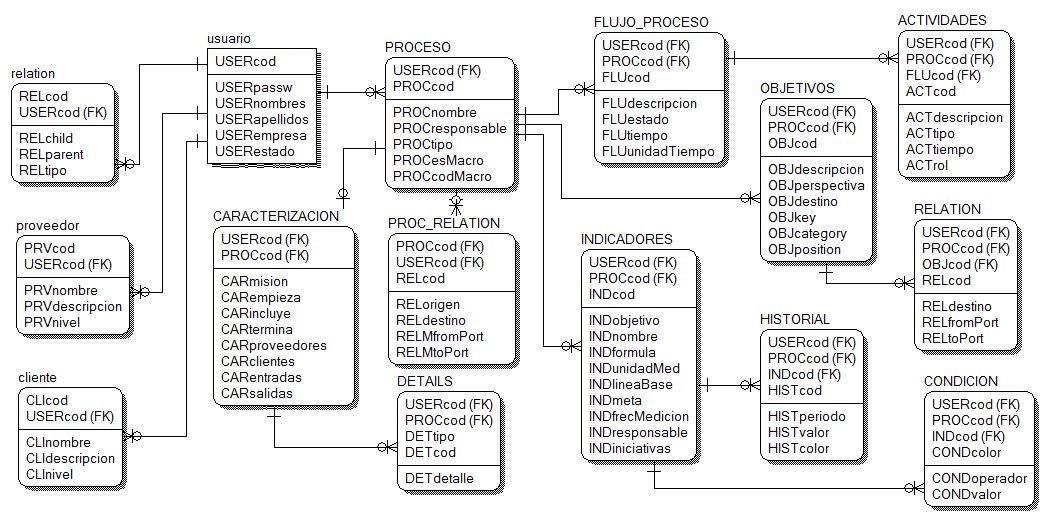 relation
RELcod
USERcod (FK)
RELchild
RELparent
RELtipo
proveedor
PRVcod
USERcod (FK)
PRVnombre
PRVdescripcion
PRVnivel
cliente
CLIcod
USERcod (FK)
CLInombre
CLIdescripcion
CLInivel
usuario
USERcod
USERpassw
USERnombres
USERapellidos
USERempresa
USERestado
CARACTERIZACION
USERcod (FK)
PROCcod (FK)
CARmision
CARempieza
CARincluye
CARtermina
CARproveedores
CARclientes
CARentradas
CARsalidas
PROCESO
USERcod (FK)
PROCcod
PROCnombre
PROCresponsable
PROCtipo
PROCesMacro
PROCcodMacro
PROC_RELATION
PROCcod (FK)
USERcod (FK)
RELcod
RELorigen
RELdestino
RELMfromPort
RELMtoPort
DETAILS
USERcod (FK)
PROCcod (FK)
DETtipo
DETcod
DETdetalle
FLUJO_PROCESO
USERcod (FK)
PROCcod (FK)
FLUcod
FLUdescripcion
FLUestado
FLUtiempo
FLUunidadTiempo
INDICADORES
USERcod (FK)
PROCcod (FK)
INDcod
INDobjetivo
INDnombre
INDformula
INDunidadMed
INDlineaBase
INDmeta
INDfrecMedicion
INDresponsable
INDiniciativas
OBJETIVOS
USERcod (FK)
PROCcod (FK)
OBJcod
OBJdescripcion
OBJperspectiva
OBJdestino
OBJkey
OBJcategory
OBJposition
HISTORIAL
USERcod (FK)
PROCcod (FK)
INDcod (FK)
HISTcod
HISTperiodo
HISTvalor
HISTcolor
ACTIVIDADES
USERcod (FK)
PROCcod (FK)
FLUcod (FK)
ACTcod
ACTdescripcion
ACTtipo
ACTtiempo
ACTrol
RELATION
USERcod (FK)
PROCcod (FK)
OBJcod (FK)
RELcod
RELdestino
RELfromPort
RELtoPort
CONDICION
USERcod (FK)
PROCcod (FK)
INDcod (FK)
CONDcolor
CONDoperador
CONDvalor